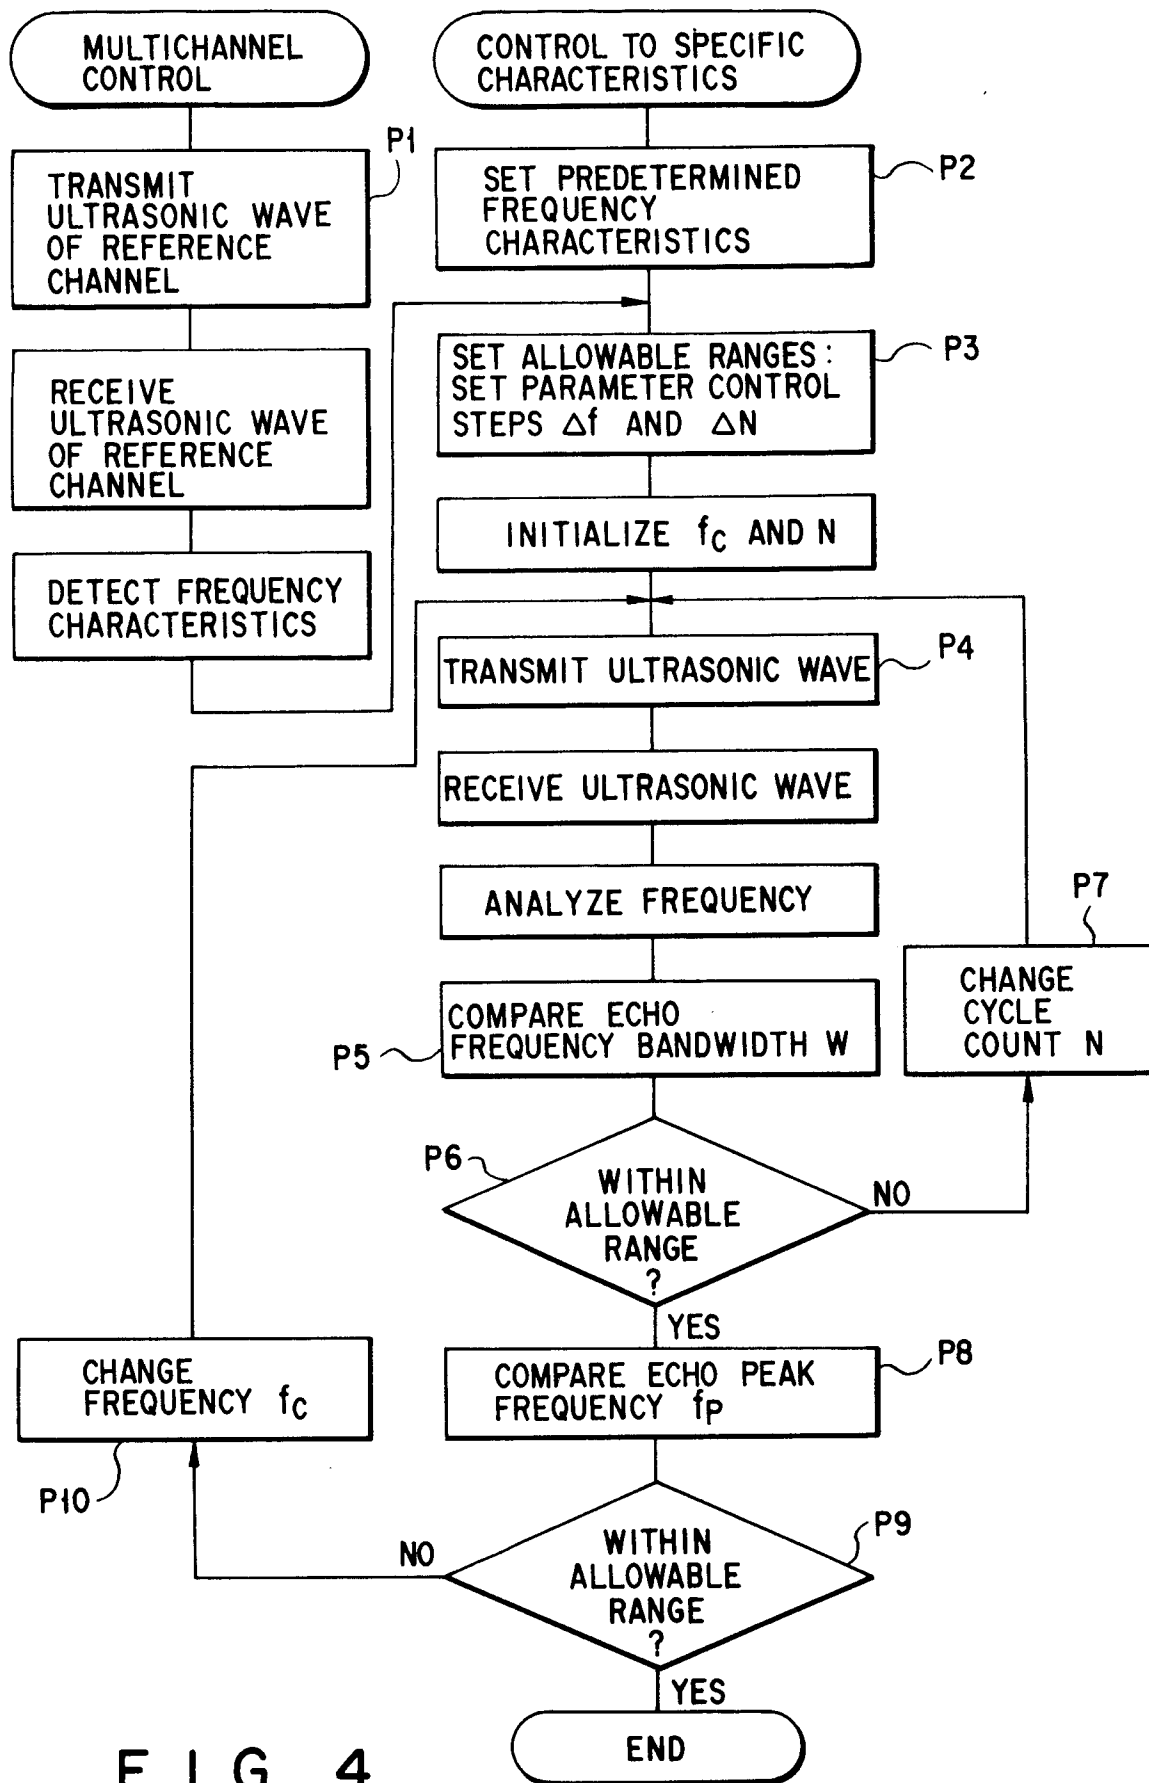 MULTICHANNEL
CONTROL
P1
TRANSMIT
ULTRASONIC WAVE
OF REFERENCE
CHANNEL
RECEIVE
ULTRASONIC WAVE
OF REFERENCE
CHANNEL
DETECT FREQUENCY
CHARACTERISTICS
CONTROL TO SPECIFIC
CHARACTERISTICS
P2
SET PREDETERMINED
FREQUENCY
CHARACTERISTICS
P3
SET ALLOWABLE RANGES:
SET PARAMETER CONTROL
STEPS Δf AND ΔN
INITIALIZE fC AND N
P4
TRANSMIT ULTRASONIC WAVE
RECEIVE ULTRASONIC WAVE
ANALYZE FREQUENCY
P5
COMPARE ECHO
FREQUENCY BANDWIDTH W
P7
CHANGE
CYCLE
COUNT N
P6
WITHIN
ALLOWABLE
RANGE
?
NO
YES
P8
COMPARE ECHO PEAK
FREQUENCY fP
CHANGE
FREQUENCY fC
P10
P9
WITHIN
ALLOWABLE
RANGE
?
NO
YES
END
FIG. 4